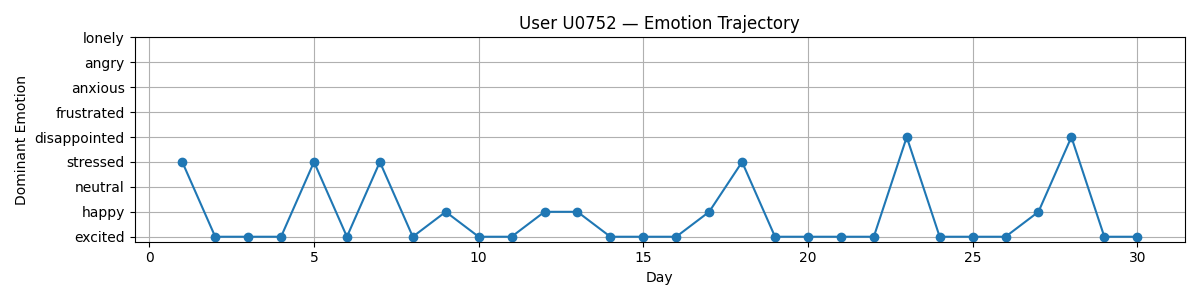 User U0752 — Emotion Trajectory
Dominant Emotion
lonely
angry
anxious
frustrated
disappointed
stressed
neutral
happy
excited
0 5 10 15 20 25 30
Day